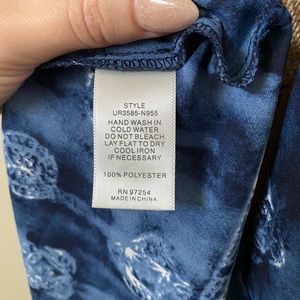 STYLE
UR3585-N955
HAND WASH IN
COLD WATER
DO NOT BLEACH
LAY FLAT TO DRY
COOL IRON
IF NECESSARY
100% POLYESTER
RN 97254
MADE IN CHINA